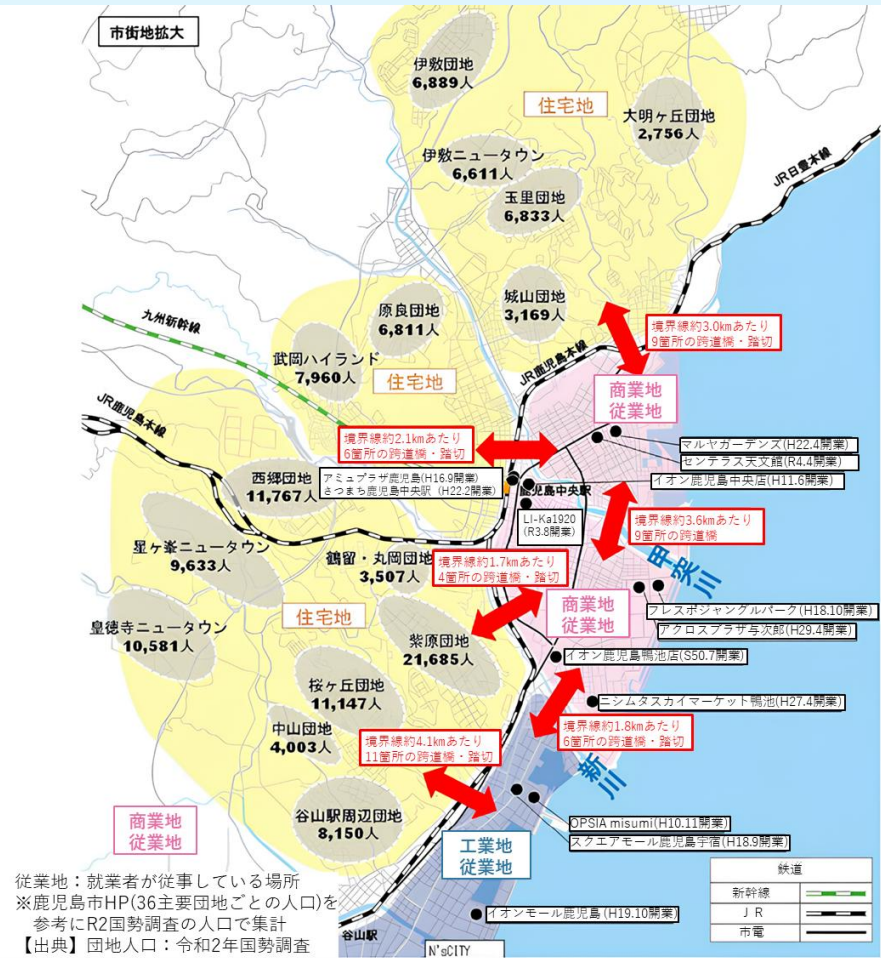 市街地拡大
伊敷団地
6,889人
住宅地
大明ヶ丘団地
2,756人
伊敷ニュータウン
6,611人
JR日豊本線
玉里団地
6,833人
城山団地
3,169人
原良団地
6,811人
九州新幹線
武岡ハイランド
7,960人
住宅地
境界線約3.0kmあたり
9箇所の跨道橋・踏切
JR鹿児島本線
商業地
従業地
JR鹿児島本線
境界線約2.1kmあたり
6箇所の跨道橋・踏切
マルヤガーデンズ(H22.4開業)
センテラス天文館(R4.4開業)
イオン鹿児島中央店(H11.6開業)
西郷団地
11,767人
アミュプラザ鹿児島(H16.9開業)
さつまち鹿児島中央駅(H22.2開業)
鹿児島中央駅
LI-Ka1920
(R3.8開業)
境界線約3.6kmあたり
9箇所の跨道橋
甲突川
星ヶ峯ニュータウン
9,633人
鶴留・丸岡団地
3,507人
境界線約1.7kmあたり
4箇所の跨道橋・踏切
商業地
従業地
フレスポジャングルパーク(H18.10開業)
アクロスプラザ与次郎(H29.4開業)
住宅地
皇徳寺ニュータウン
10,581人
紫原団地
21,685人
イオン鹿児島鴨池店(S50.7開業)
桜ヶ丘団地
11,147人
ニシムタスカイマーケット鴨池(H27.4開業)
中山団地
4,003人
境界線約4.1kmあたり
11箇所の跨道橋・踏切
境界線約1.8kmあたり
6箇所の跨道橋・踏切
新川
谷山駅周辺団地
8,150人
商業地
従業地
OPSIA misumi(H10.11開業)
スクエアモール鹿児島宇宿(H18.9開業)
工業地
従業地
従業地：就業者が従事している場所
※鹿児島市HP(36主要団地ごとの人口)を
参考にR2国勢調査の人口で集計
【出典】団地人口：令和2年国勢調査
イオンモール鹿児島(H19.10開業)
谷山駅
N'sCITY
鉄道
新幹線
ＪＲ
市電